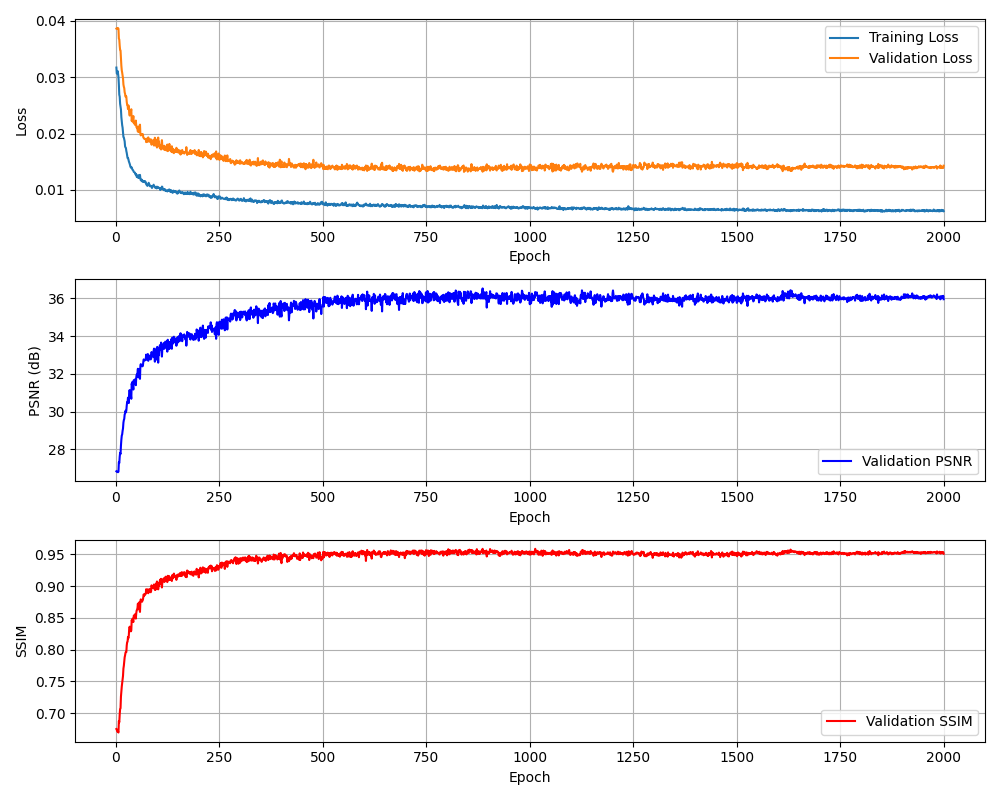 0.04
0.03
0.02
0.01
Loss
Training Loss
Validation Loss
0 250 500 750 1000 1250 1500 1750 2000
Epoch
36
34
32
30
28
PSNR (dB)
Validation PSNR
0 250 500 750 1000 1250 1500 1750 2000
Epoch
0.95
0.90
0.85
0.80
0.75
0.70
SSIM
Validation SSIM
0 250 500 750 1000 1250 1500 1750 2000
Epoch